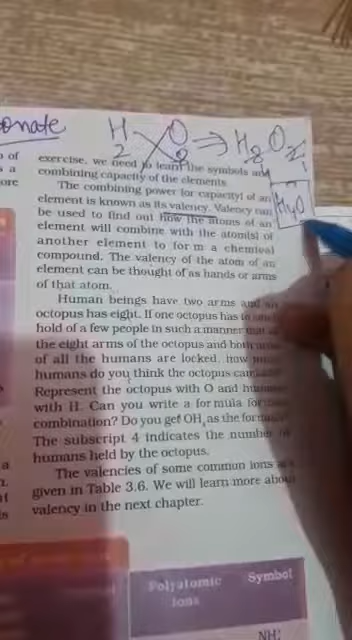 onate
H O ⇒ H₈ O₂
2 8
H₄O
o of
s a
ore
exercise, we need to learn the symbols and
combining capacity of the elements.
The combining power (or capacity) of an
element is known as its valency. Valency can
be used to find out how the atoms of an
element will combine with the atom(s) of
another element to form a chemical
compound. The valency of the atom of an
element can be thought of as hands or arms
of that atom.
Human beings have two arms and an
octopus has eight. If one octopus has to
hold of a few people in such a manner that
the eight arms of the octopus and both
of all the humans are locked, how
humans do you think the octopus can
Represent the octopus with O and
with H. Can you write a formula for
combination? Do you get OH₄ as the
The subscript 4 indicates the number
humans held by the octopus.
The valencies of some common ions
given in Table 3.6. We will learn more about
valency in the next chapter.
Polyatomic Symbol
ions
NH